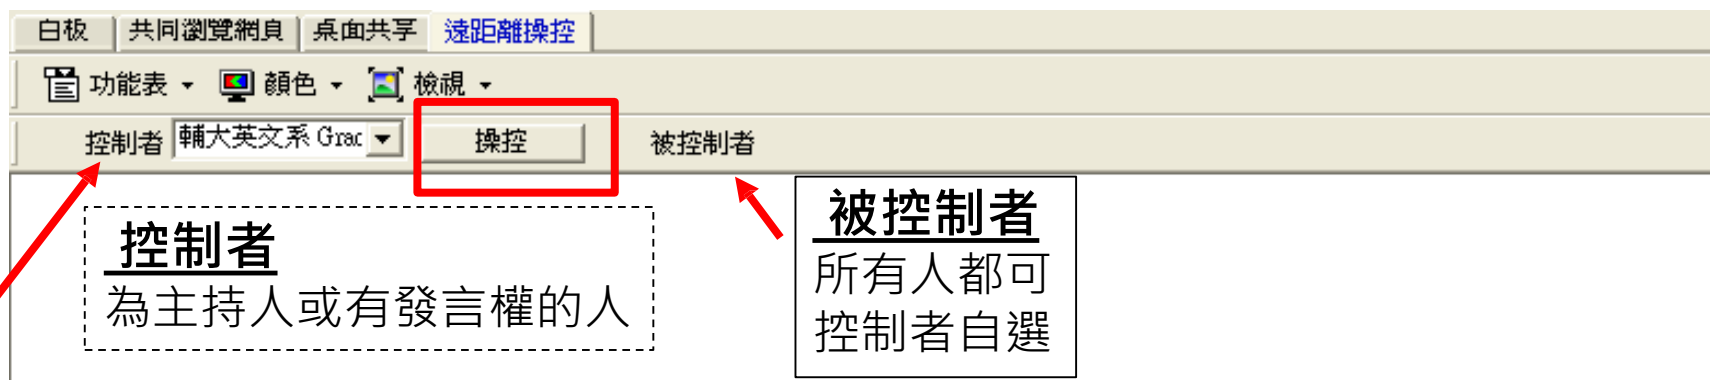 白板 共同瀏覽網頁 桌面共享 遠距離操控
功能表 顏色 檢視
控制者 輔大英文系 Grac 操控 被控制者
控制者
為主持人或有發言權的人
被控制者
所有人都可
控制者自選